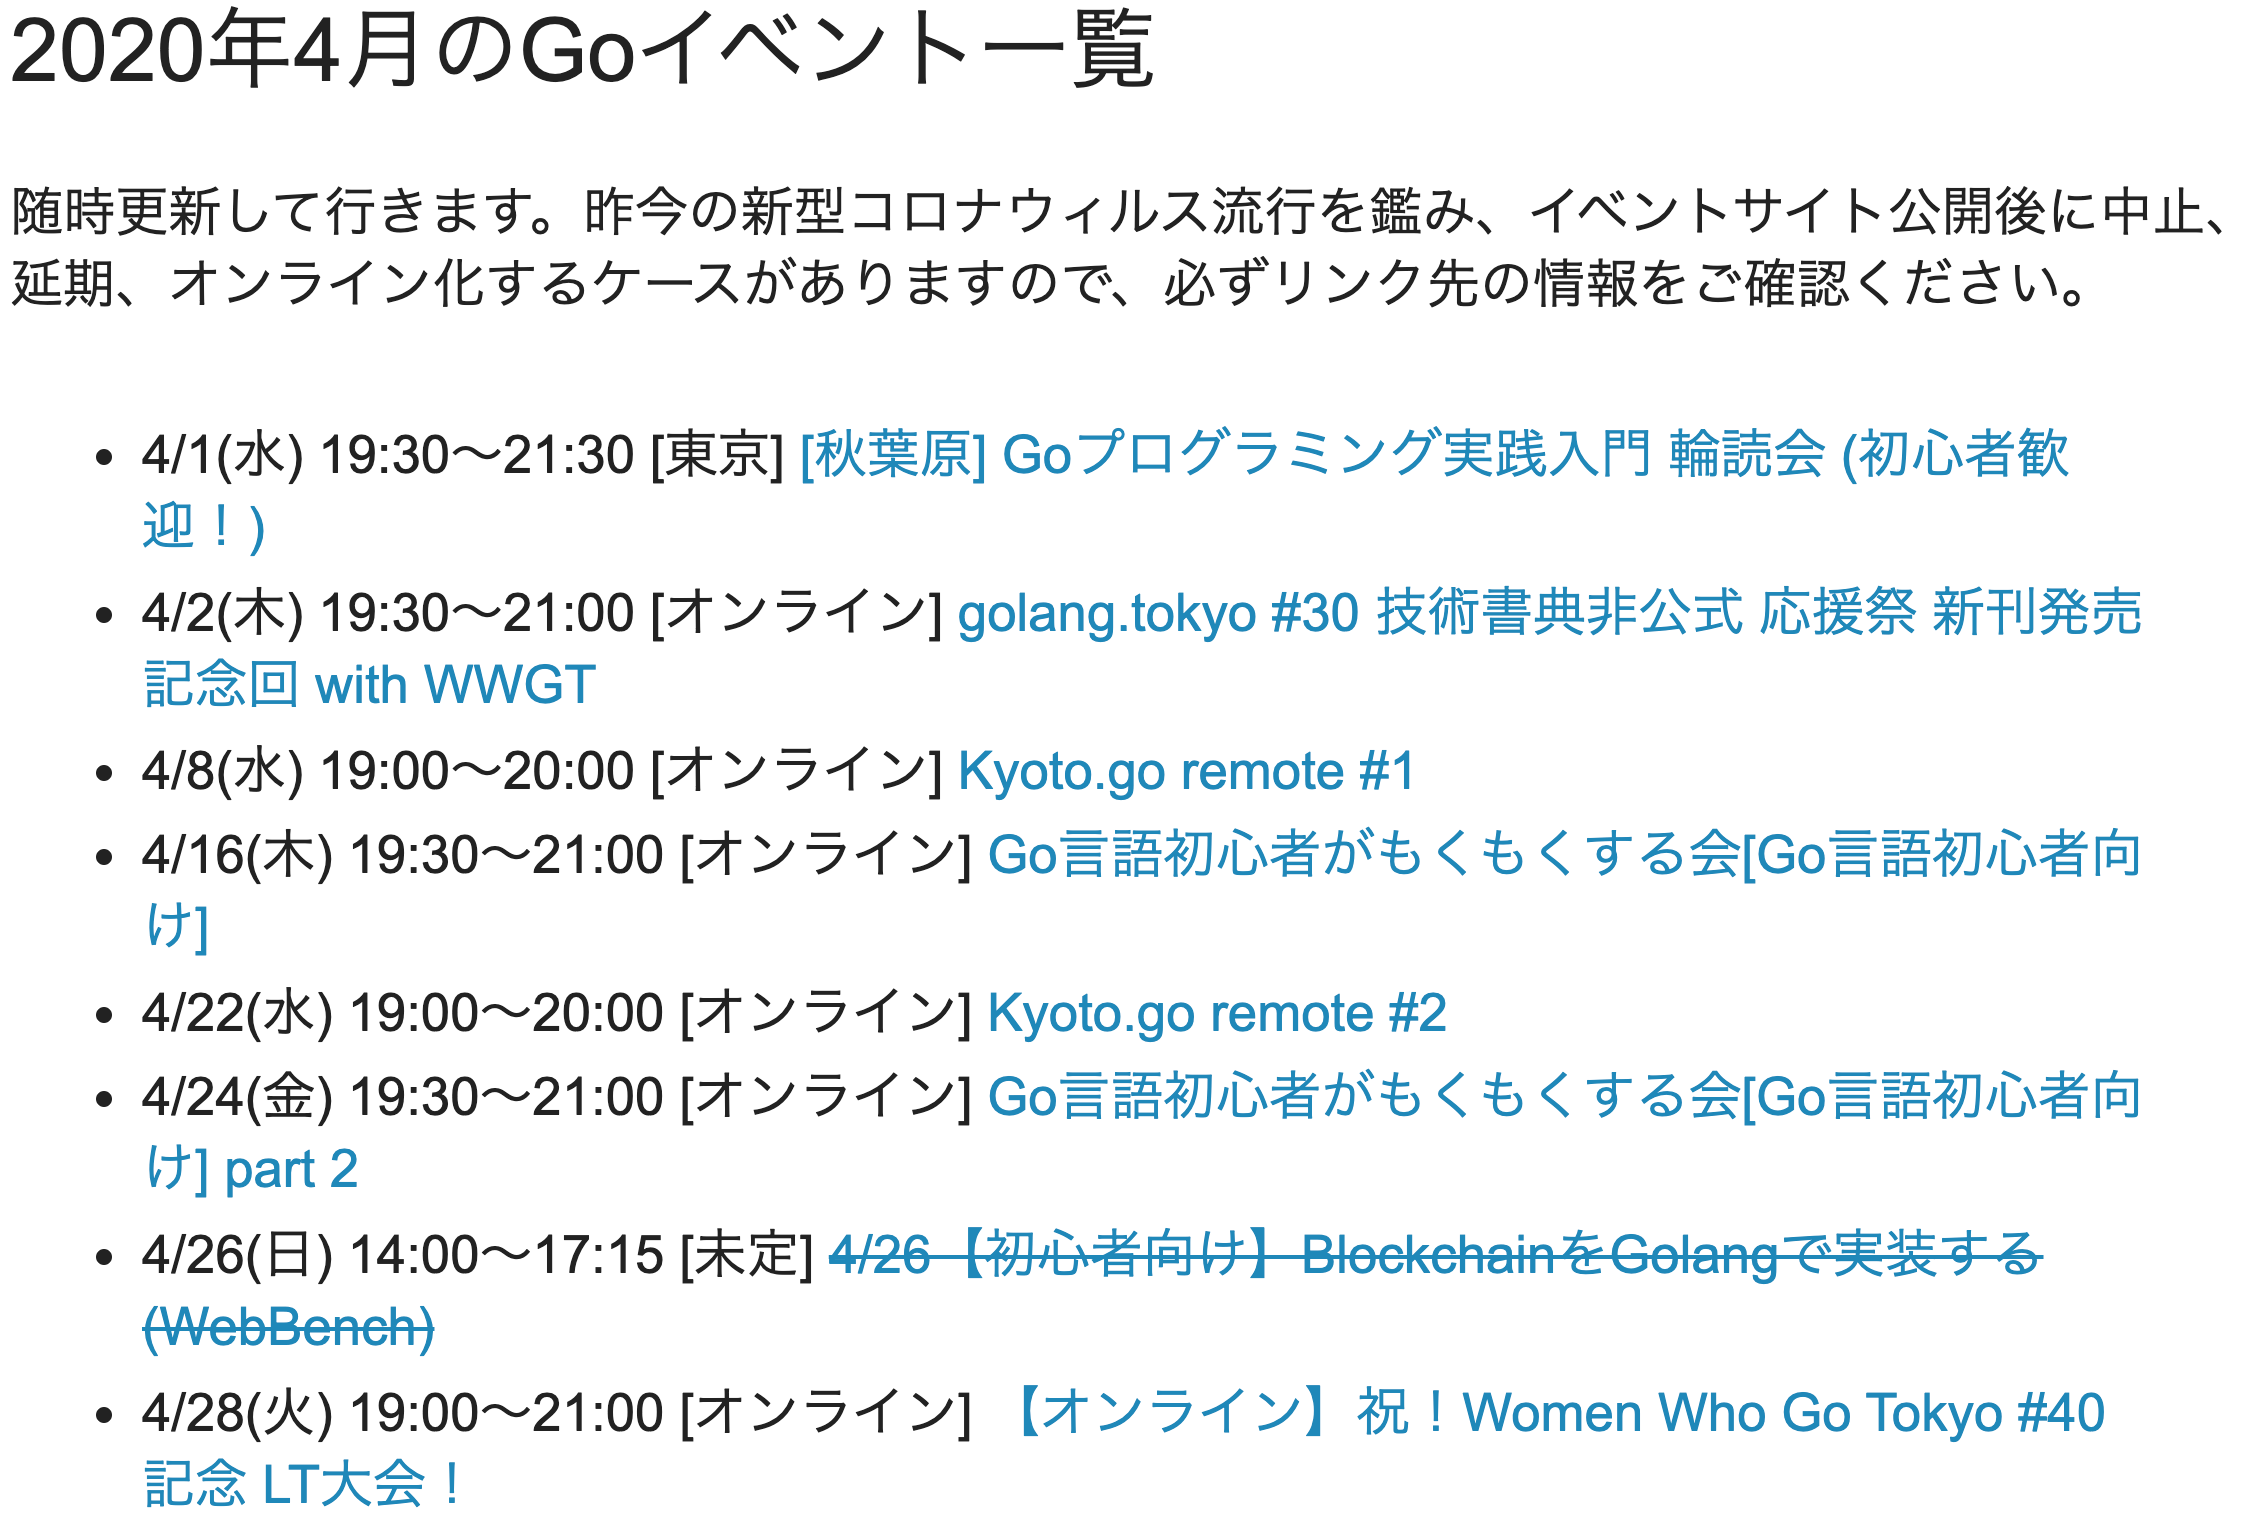 2020年4月のGoイベント一覧
随時更新して行きます。昨今の新型コロナウィルス流行を鑑み、イベントサイト公開後に中止、
延期、オンライン化するケースがありますので、必ずリンク先の情報をご確認ください。
• 4/1(水) 19:30〜21:30 [東京] [秋葉原] Goプログラミング実践入門 輪読会 (初心者歓
迎！)
• 4/2(木) 19:30〜21:00 [オンライン] golang.tokyo #30 技術書典非公式 応援祭 新刊発売
記念回 with WWGT
• 4/8(水) 19:00〜20:00 [オンライン] Kyoto.go remote #1
• 4/16(木) 19:30〜21:00 [オンライン] Go言語初心者がもくもくする会[Go言語初心者向
け]
• 4/22(水) 19:00〜20:00 [オンライン] Kyoto.go remote #2
• 4/24(金) 19:30〜21:00 [オンライン] Go言語初心者がもくもくする会[Go言語初心者向
け] part 2
• 4/26(日) 14:00〜17:15 [未定] 4/26【初心者向け】BlockchainをGolangで実装する
(WebBench)
• 4/28(火) 19:00〜21:00 [オンライン] 【オンライン】祝！Women Who Go Tokyo #40
記念 LT大会！